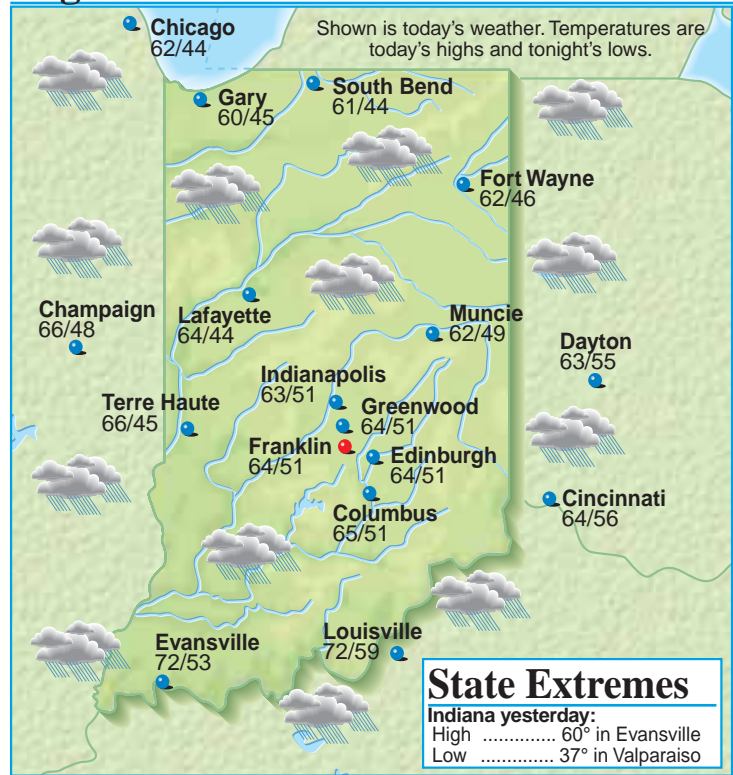 Shown is today's weather. Temperatures are
today's highs and tonight's lows.
Chicago
62/44
Gary
60/45
South Bend
61/44
Fort Wayne
62/46
Champaign
66/48
Lafayette
64/44
Muncie
62/49
Dayton
63/55
Indianapolis
63/51
Terre Haute
66/45
Greenwood
64/51
Franklin
64/51
Edinburgh
64/51
Columbus
65/51
Cincinnati
64/56
Evansville
72/53
Louisville
72/59
State Extremes
Indiana yesterday:
High .............. 60° in Evansville
Low .............. 37° in Valparaiso